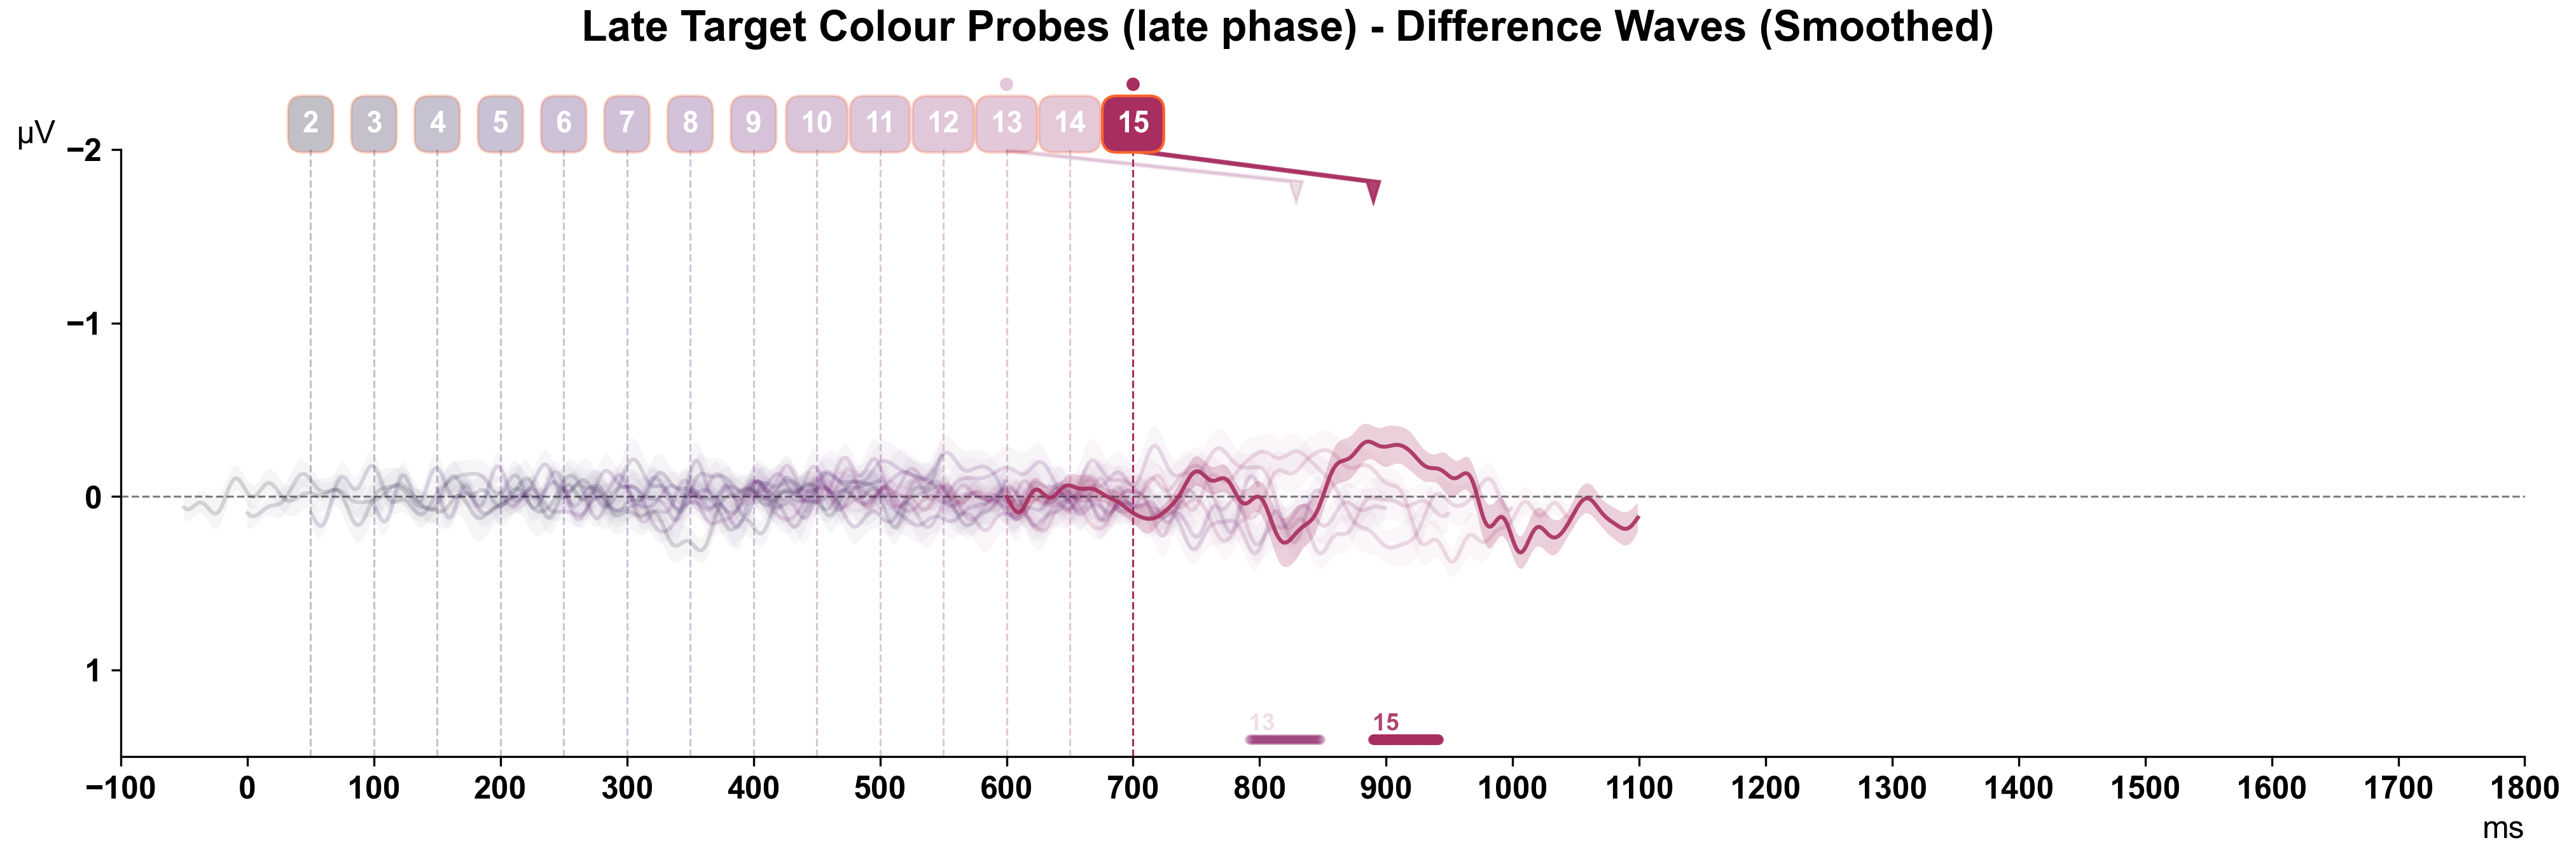 Late Target Colour Probes (late phase) - Difference Waves (Smoothed)
2 3 4 5 6 7 8 9 10 11 12 13 14 15
µV
−2
−1
0
1
13 15
−100 0 100 200 300 400 500 600 700 800 900 1000 1100 1200 1300 1400 1500 1600 1700 1800
ms